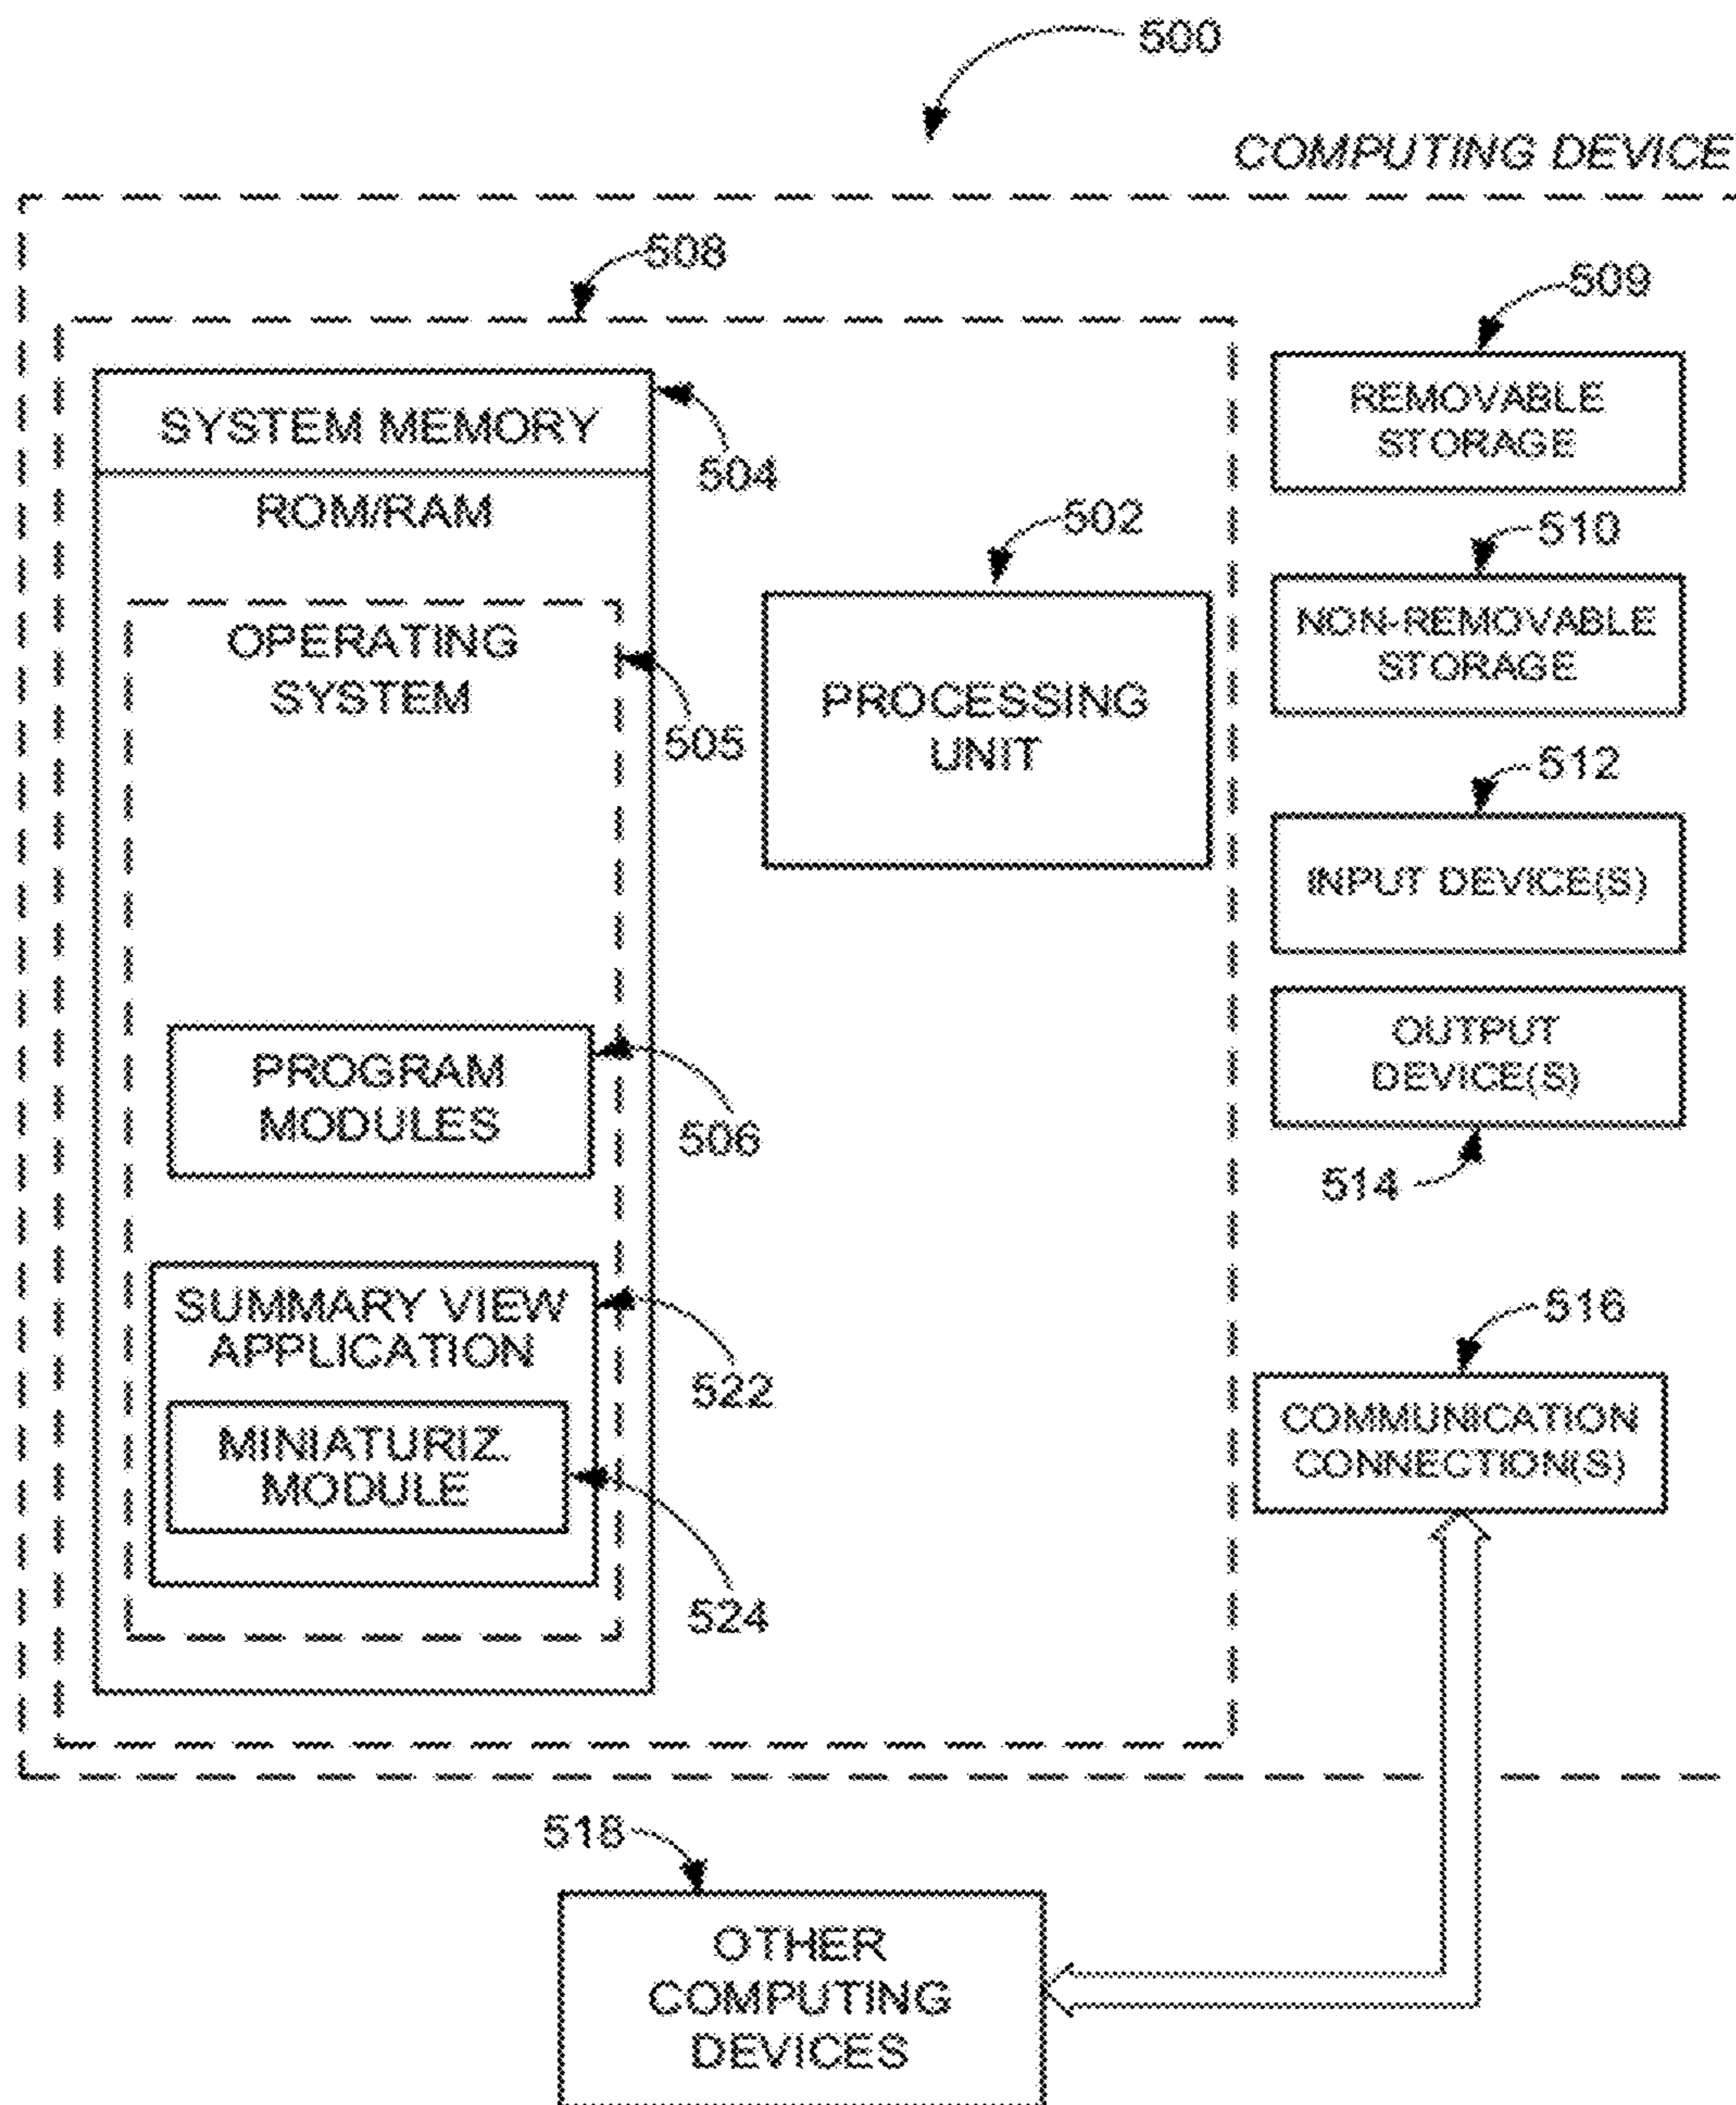 500
COMPUTING DEVICE
508
509
SYSTEM MEMORY
504
ROM/RAM
REMOVABLE
STORAGE
502
510
OPERATING
SYSTEM
505
PROCESSING
UNIT
NON-REMOVABLE
STORAGE
512
INPUT DEVICE(S)
OUTPUT
DEVICE(S)
514
PROGRAM
MODULES
506
SUMMARY VIEW
APPLICATION
522
MINIATURIZ.
MODULE
524
516
COMMUNICATION
CONNECTION(S)
518
OTHER
COMPUTING
DEVICES